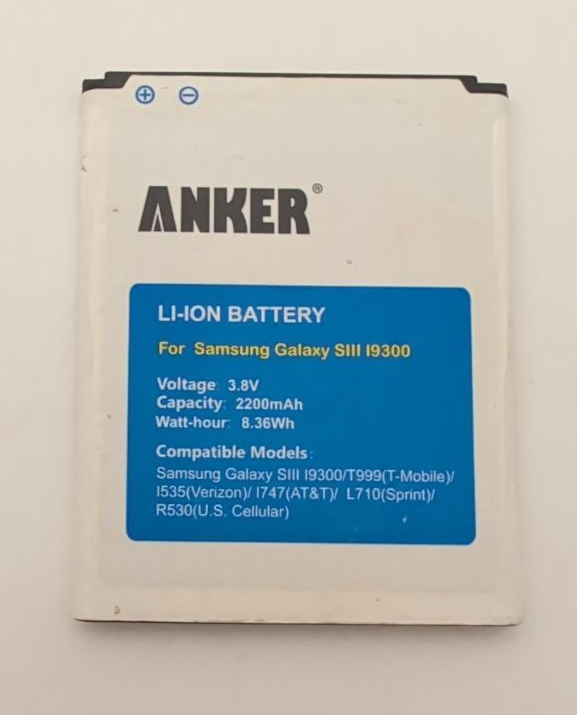 ⊕ ⊖
ANKER®
LI-ION BATTERY
For Samsung Galaxy SIII I9300
Voltage: 3.8V
Capacity: 2200mAh
Watt-hour: 8.36Wh
Compatible Models:
Samsung Galaxy SIII I9300/T999(T-Mobile)/
I535(Verizon)/ I747(AT&T)/ L710(Sprint)/
R530(U.S. Cellular)